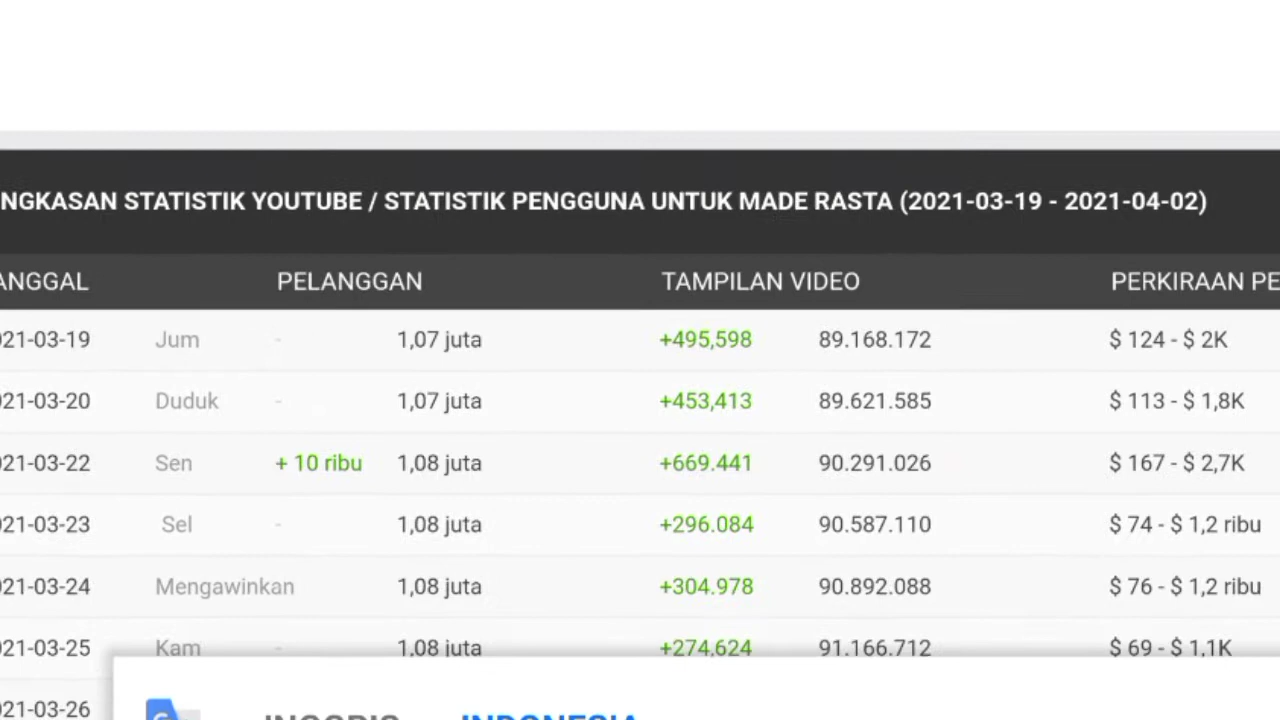 NGKASAN STATISTIK YOUTUBE / STATISTIK PENGGUNA UNTUK MADE RASTA (2021-03-19 - 2021-04-02)
ANGGAL PELANGGAN TAMPILAN VIDEO PERKIRAAN PE
021-03-19 Jum - 1,07 juta +495,598 89.168.172 $ 124 - $ 2K
021-03-20 Duduk - 1,07 juta +453,413 89.621.585 $ 113 - $ 1,8K
021-03-22 Sen + 10 ribu 1,08 juta +669.441 90.291.026 $ 167 - $ 2,7K
021-03-23 Sel - 1,08 juta +296.084 90.587.110 $ 74 - $ 1,2 ribu
021-03-24 Mengawinkan 1,08 juta +304.978 90.892.088 $ 76 - $ 1,2 ribu
021-03-25 Kam - 1,08 juta +274,624 91.166.712 $ 69 - $ 1,1K
021-03-26
INGGRIS INDONESIA